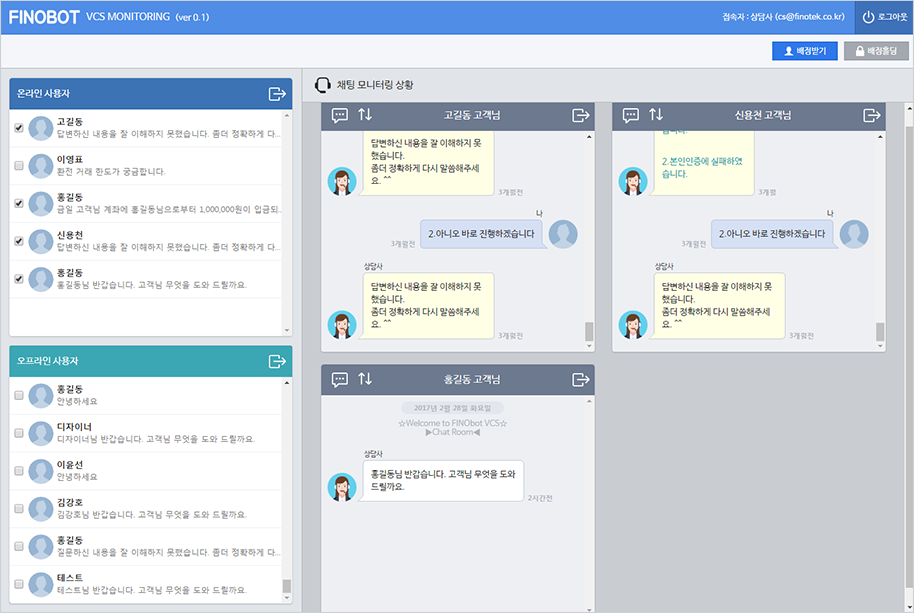 FINOBOT VCS MONITORING (ver 0.1)
접속자 : 상담사 (cs@finotek.co.kr)
로그아웃
배정받기
배정홀딩
온라인 사용자
고길동
답변하신 내용을 잘 이해하지 못했습니다. 좀더 정확하게 다...
이영표
환전 거래 한도가 궁금합니다.
홍길동
금일 고객님 계좌에 홍길동님으로부터 1,000,000원이 입금되...
신용천
답변하신 내용을 잘 이해하지 못했습니다. 좀더 정확하게 다...
홍길동
홍길동님 반갑습니다. 고객님 무엇을 도와 드릴까요.
오프라인 사용자
홍길동
안녕하세요
디자이너
디자이너님 반갑습니다. 고객님 무엇을 도와 드릴까요.
이윤선
안녕하세요
김강호
김강호님 반갑습니다. 고객님 무엇을 도와 드릴까요.
홍길동
질문하신 내용을 잘 이해하지 못했습니다. 좀더 정확하게 다...
테스트
테스트님 반갑습니다. 고객님 무엇을 도와 드릴까요.
채팅 모니터링 상황
고길동 고객님
답변하신 내용을 잘 이해하지 못
했습니다.
좀더 정확하게 다시 말씀해주세
요. ^^
3개월전
나
2.아니오 바로 진행하겠습니다
3개월전
상담사
답변하신 내용을 잘 이해하지 못
했습니다.
좀더 정확하게 다시 말씀해주세
요. ^^
3개월전
신용천 고객님
2.본인인증에 실패하였
습니다.
3개월
나
2.아니오 바로 진행하겠습니다
3개월전
상담사
답변하신 내용을 잘 이해하지 못
했습니다.
좀더 정확하게 다시 말씀해주세
요. ^^
3개월전
홍길동 고객님
2017년 2월 28일 화요일
☆Welcome to FINObot VCS☆
▶Chat Room◀
상담사
홍길동님 반갑습니다. 고객님 무엇을 도와
드릴까요.
2시간전